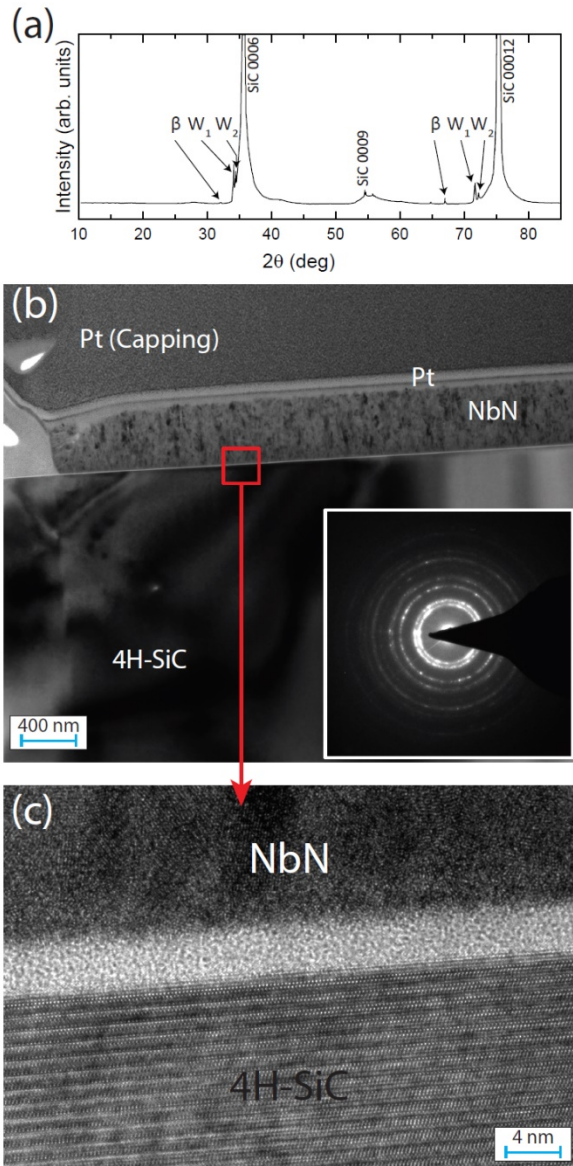 (a)
Intensity (arb. units)
β W₁ W₂
SiC 0006
SiC 0009
β W₁ W₂
SiC 00012
10 20 30 40 50 60 70 80
2θ (deg)
(b)
Pt (Capping)
Pt
NbN
4H-SiC
400 nm
(c)
NbN
4H-SiC
4 nm